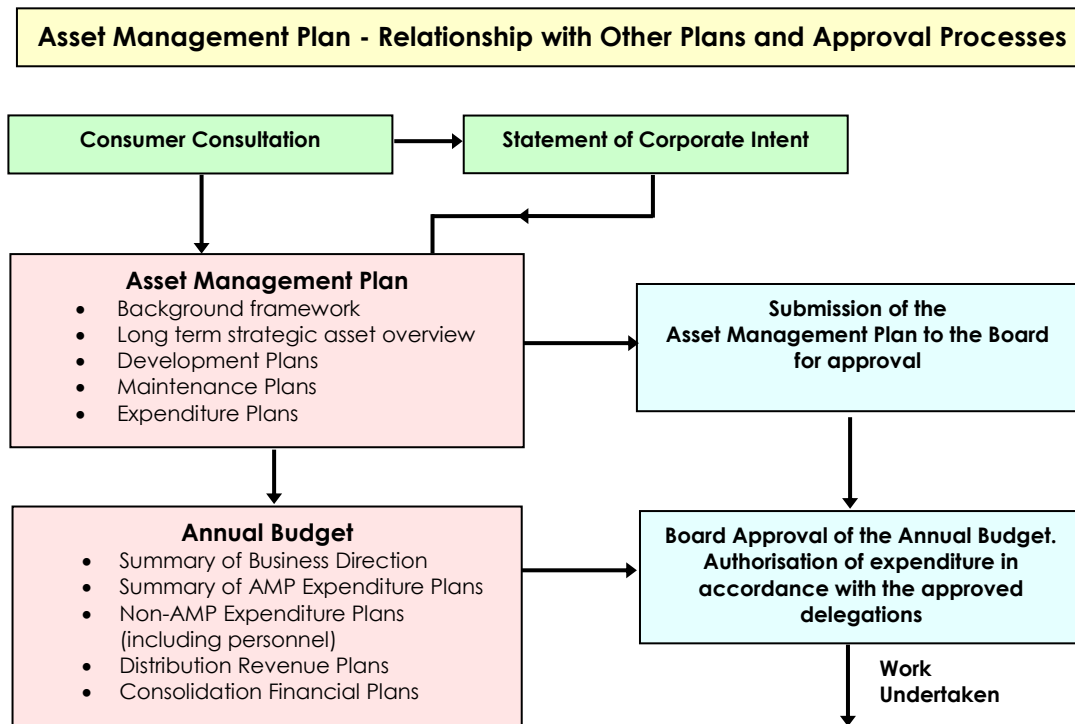 Asset Management Plan - Relationship with Other Plans and Approval Processes
Consumer Consultation
Statement of Corporate Intent
Asset Management Plan
• Background framework
• Long term strategic asset overview
• Development Plans
• Maintenance Plans
• Expenditure Plans
Submission of the
Asset Management Plan to the Board
for approval
Annual Budget
• Summary of Business Direction
• Summary of AMP Expenditure Plans
• Non-AMP Expenditure Plans
(including personnel)
• Distribution Revenue Plans
• Consolidation Financial Plans
Board Approval of the Annual Budget.
Authorisation of expenditure in
accordance with the approved
delegations
Work
Undertaken